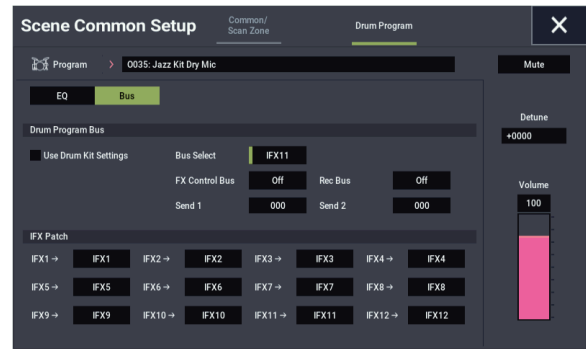 Scene Common Setup Common/ Scan Zone Drum Program
Program > 0035: Jazz Kit Dry Mic Mute
EQ Bus
Detune
Drum Program Bus
+0000
Use Drum Kit Settings Bus Select IFX11
FX Control Bus Off Rec Bus Off
Volume
Send 1 000 Send 2 000
100
IFX Patch
IFX1→ IFX1 IFX2→ IFX2 IFX3→ IFX3 IFX4→ IFX4
IFX5→ IFX5 IFX6→ IFX6 IFX7→ IFX7 IFX8→ IFX8
IFX9→ IFX9 IFX10→ IFX10 IFX11→ IFX11 IFX12→ IFX12